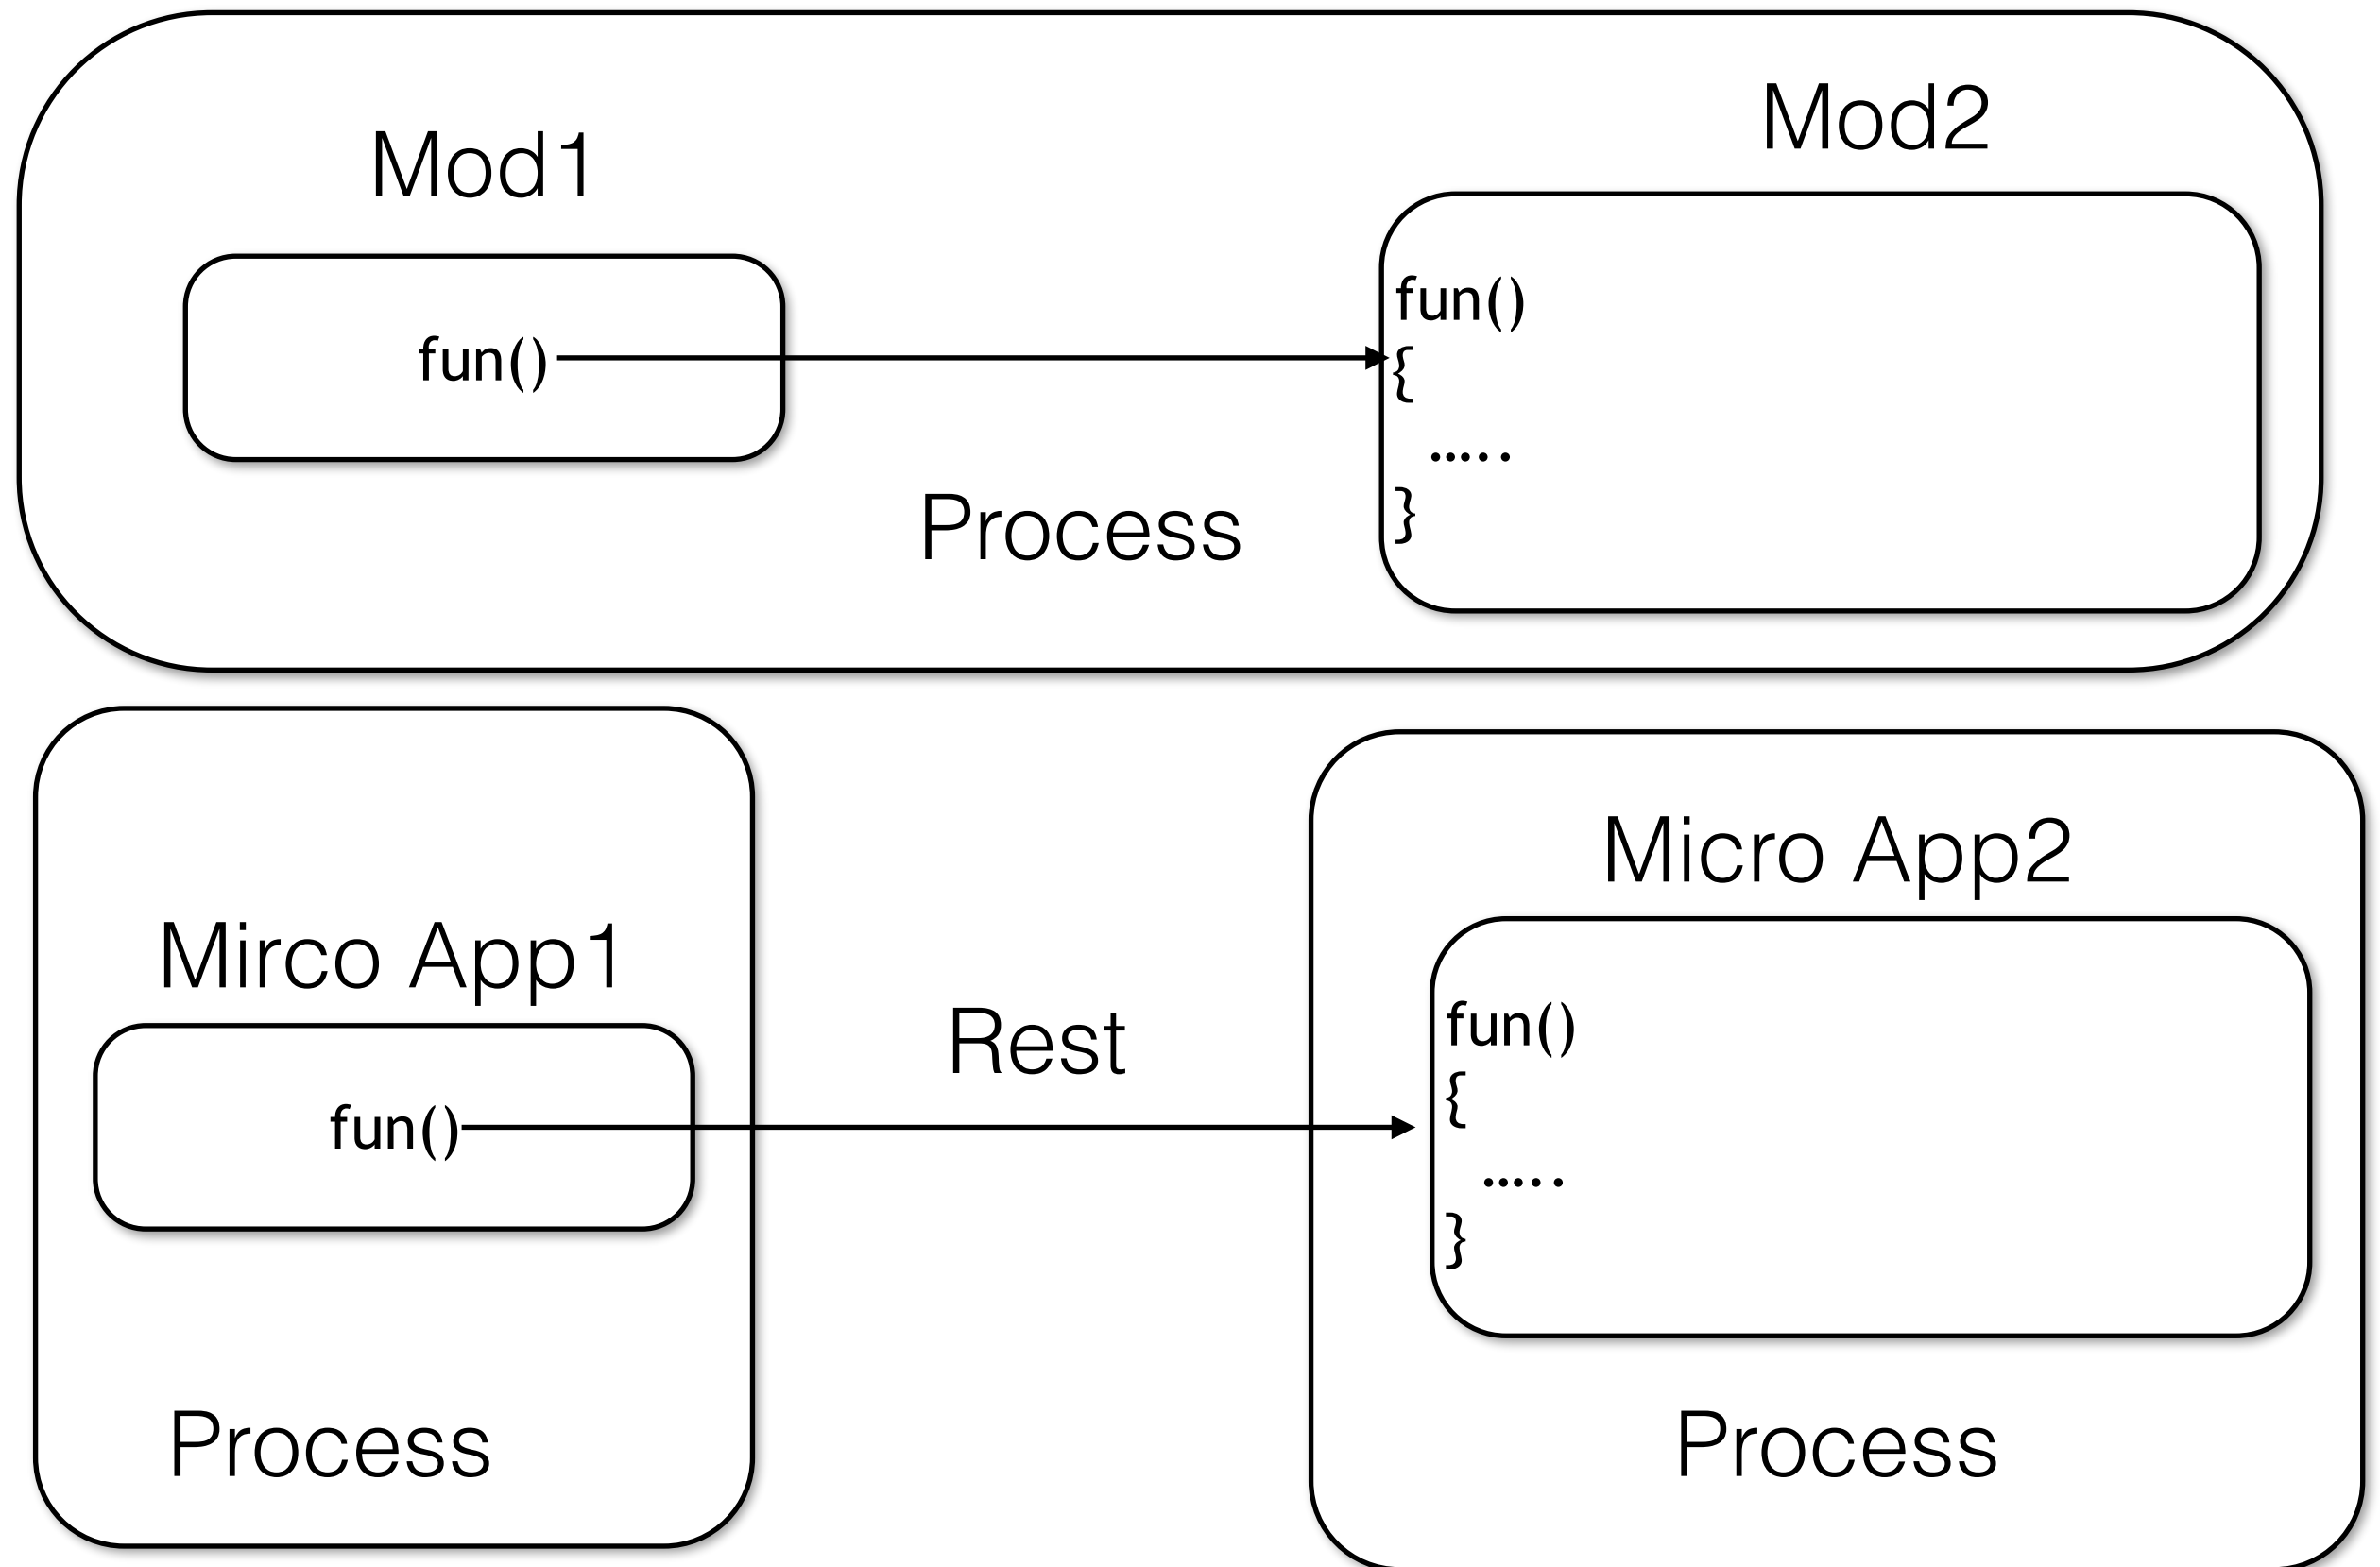 Mod1
Mod2
fun()
fun()
{
.....
}
Process
Mirco App1
Micro App2
Rest
fun()
fun()
{
.....
}
Process
Process